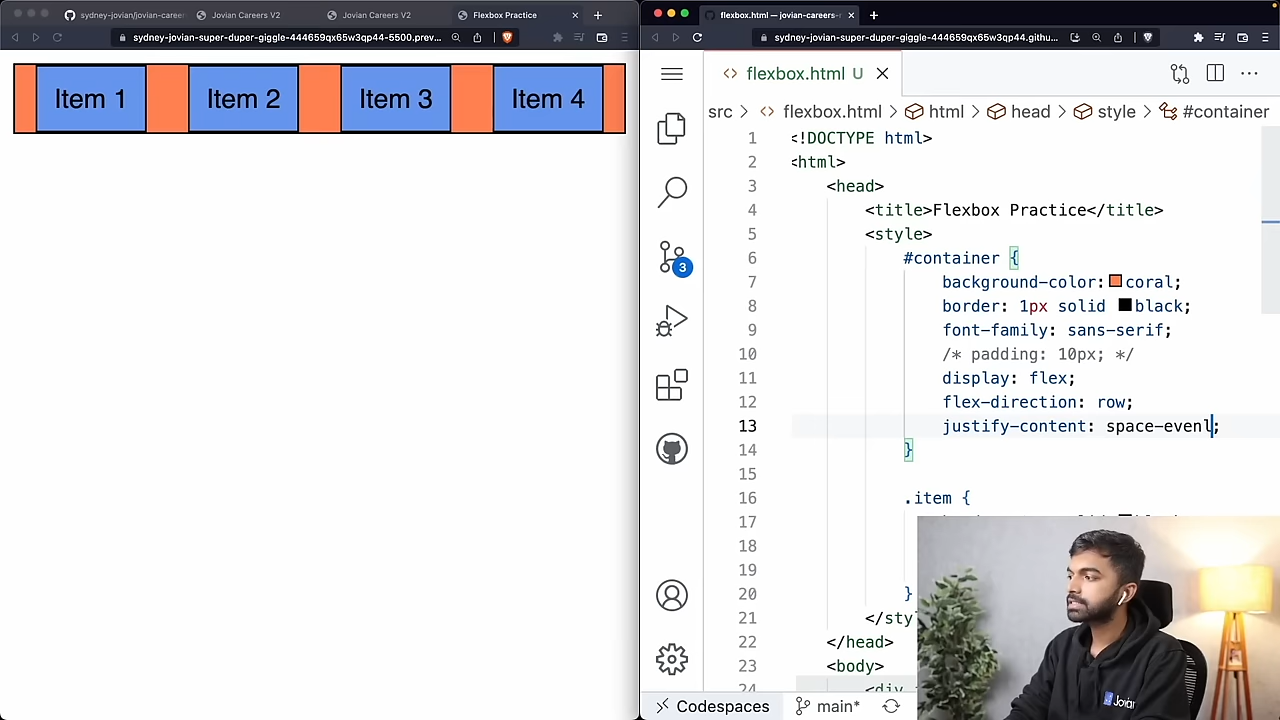 sydney-jovian/jovian-career
Jovian Careers V2
Jovian Careers V2
Flexbox Practice
sydney-jovian-super-duper-giggle-444659qx65w3qp44-5500.prev...
Item 1
Item 2
Item 3
Item 4
flexbox.html — jovian-careers-
sydney-jovian-super-duper-giggle-444659qx65w3qp44.githu...
flexbox.html U
src > flexbox.html > html > head > style > #container
1 <!DOCTYPE html>
2 <html>
3 <head>
4 <title>Flexbox Practice</title>
5 <style>
6 #container {
7 background-color: coral;
8 border: 1px solid black;
9 font-family: sans-serif;
10 /* padding: 10px; */
11 display: flex;
12 flex-direction: row;
13 justify-content: space-evenl;
14 }
15
16 .item {
17
18
19
20 }
21 </sty
22 </head>
23 <body>
24 <div
3
Codespaces
main*
Jovian